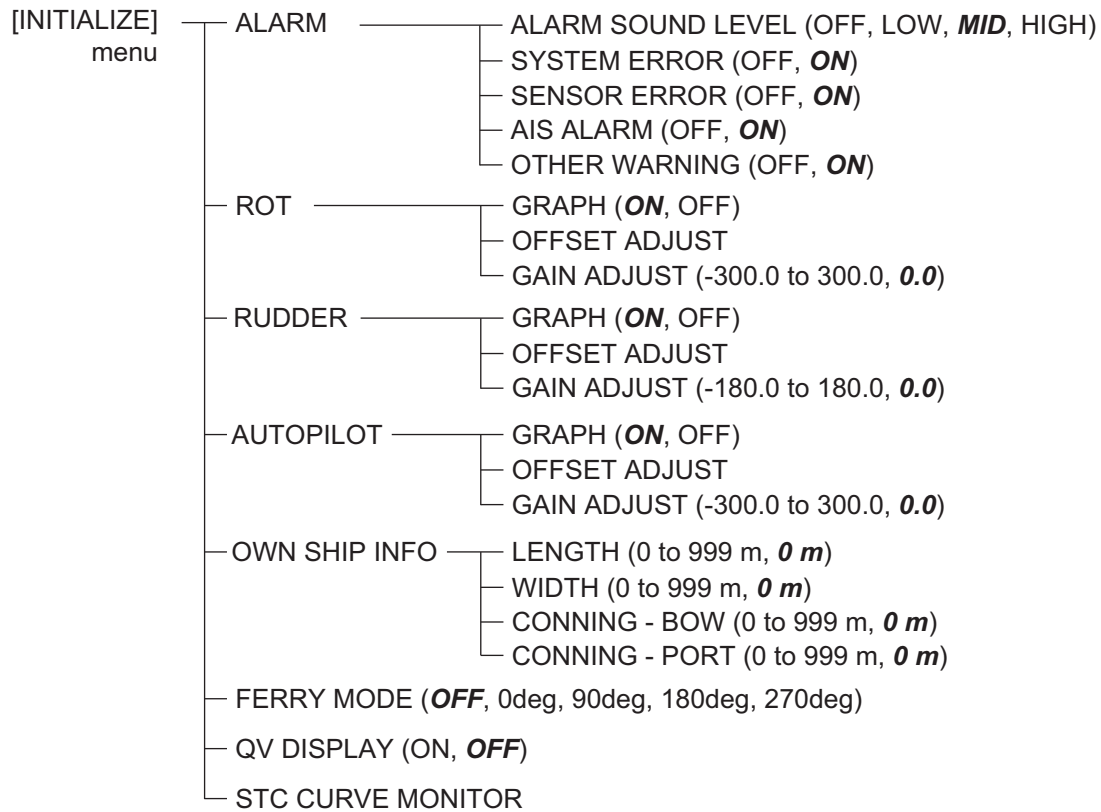 [INITIALIZE] menu
ALARM
ALARM SOUND LEVEL (OFF, LOW, MID, HIGH)
SYSTEM ERROR (OFF, ON)
SENSOR ERROR (OFF, ON)
AIS ALARM (OFF, ON)
OTHER WARNING (OFF, ON)
ROT
GRAPH (ON, OFF)
OFFSET ADJUST
GAIN ADJUST (-300.0 to 300.0, 0.0)
RUDDER
GRAPH (ON, OFF)
OFFSET ADJUST
GAIN ADJUST (-180.0 to 180.0, 0.0)
AUTOPILOT
GRAPH (ON, OFF)
OFFSET ADJUST
GAIN ADJUST (-300.0 to 300.0, 0.0)
OWN SHIP INFO
LENGTH (0 to 999 m, 0 m)
WIDTH (0 to 999 m, 0 m)
CONNING - BOW (0 to 999 m, 0 m)
CONNING - PORT (0 to 999 m, 0 m)
FERRY MODE (OFF, 0deg, 90deg, 180deg, 270deg)
QV DISPLAY (ON, OFF)
STC CURVE MONITOR